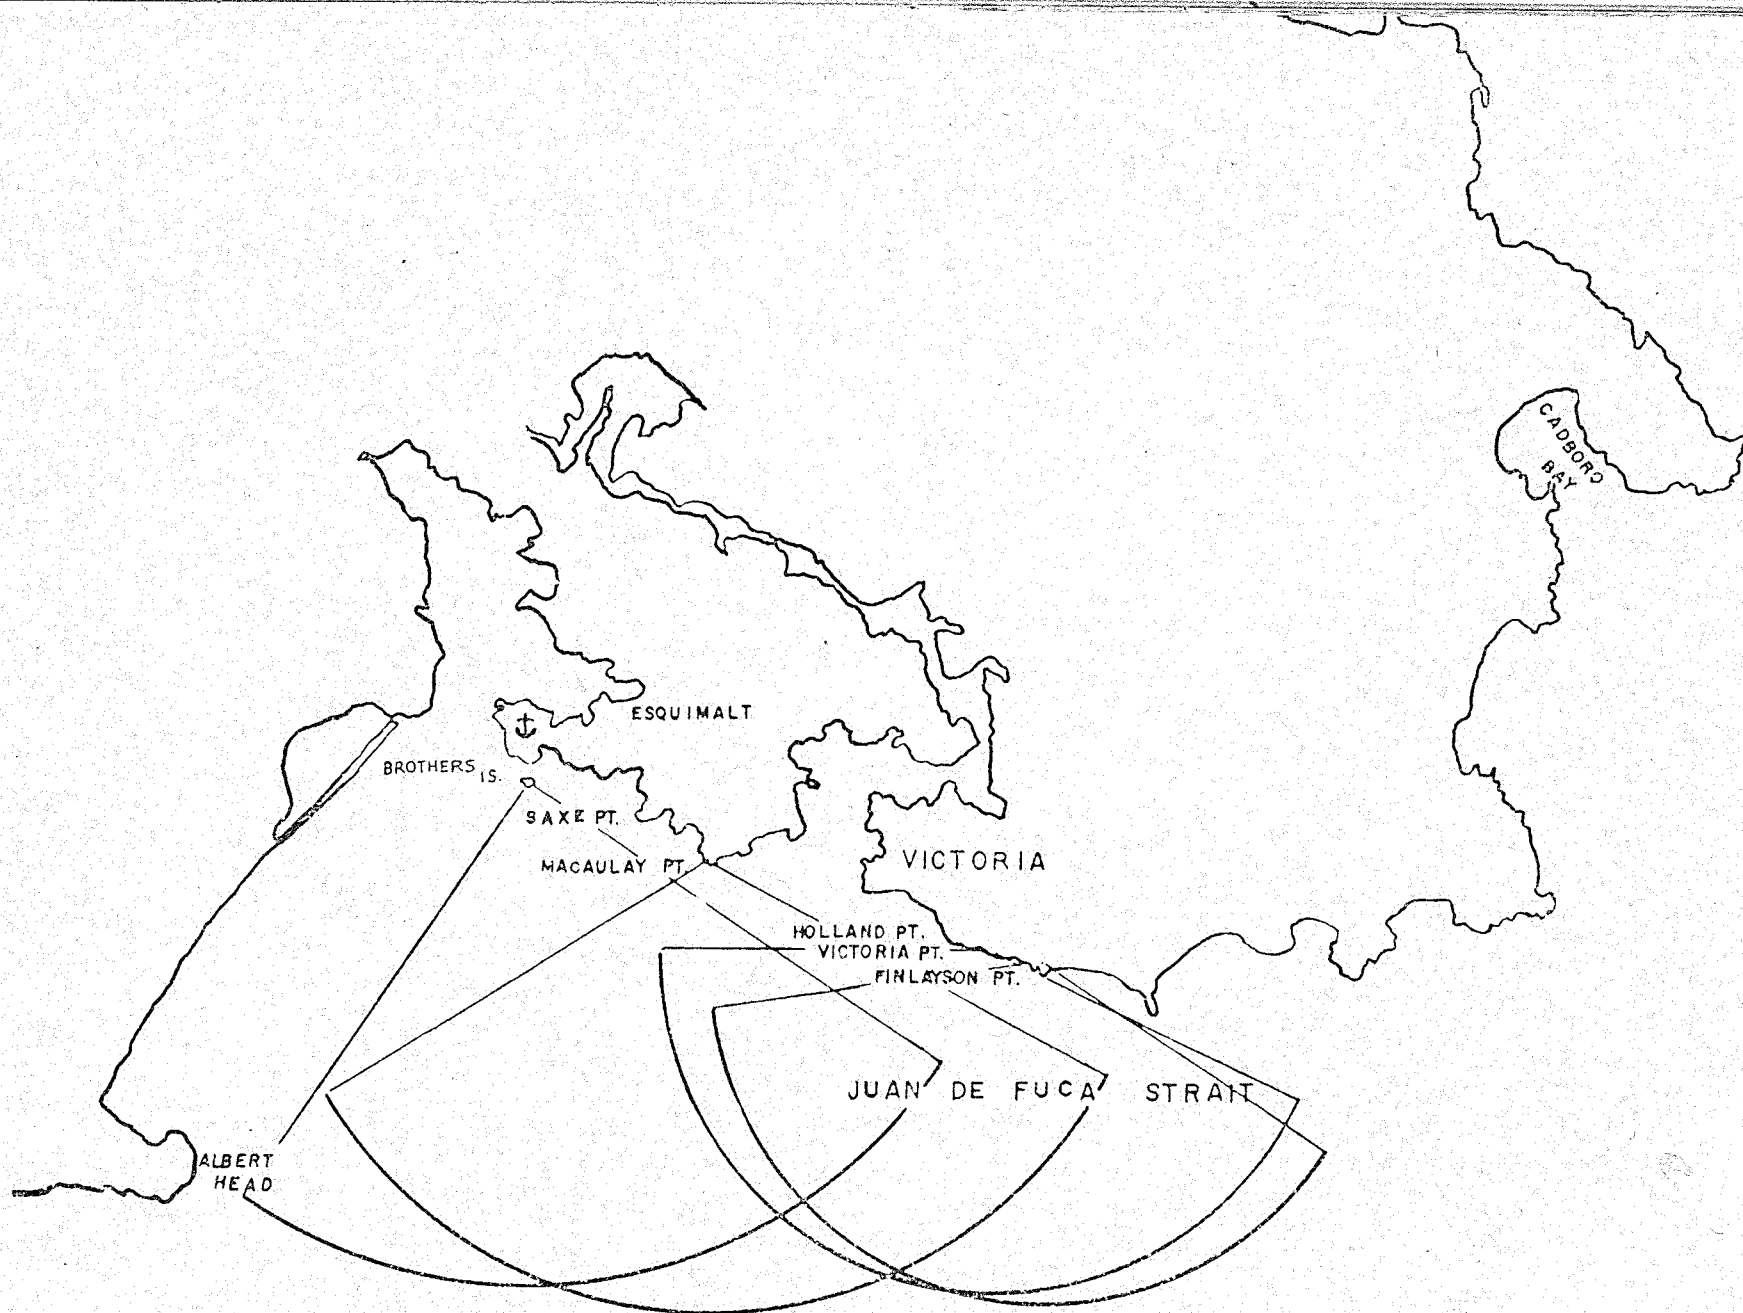 CADBORO
BAY
ESQUIMALT
BROTHERS IS.
SAXE PT.
MACAULAY PT.
VICTORIA
HOLLAND PT.
VICTORIA PT.
FINLAYSON PT.
JUAN DE FUCA STRAIT
ALBERT
HEAD